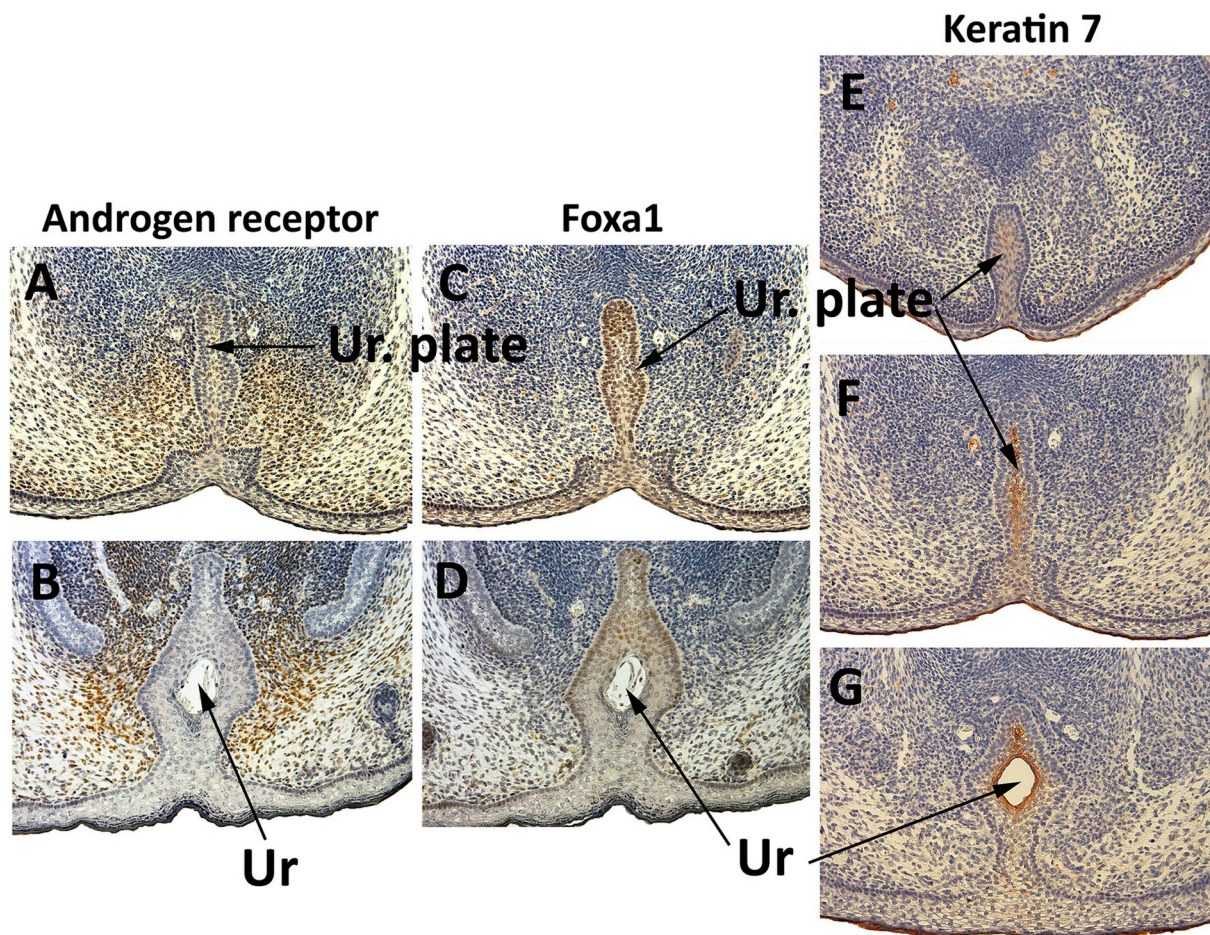 Keratin 7
E
Androgen receptor
Foxa1
A
C
Ur. plate
Ur. plate
F
B
D
G
Ur
Ur